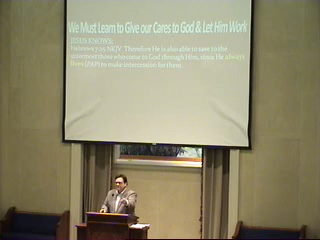 We Must Learn to Give our Cares to God & Let Him Work
JESUS KNOWS:
Hebrews 7:25 NKJV Therefore He is also able to save to the
uttermost those who come to God through Him, since He always
lives to make intercession for them.